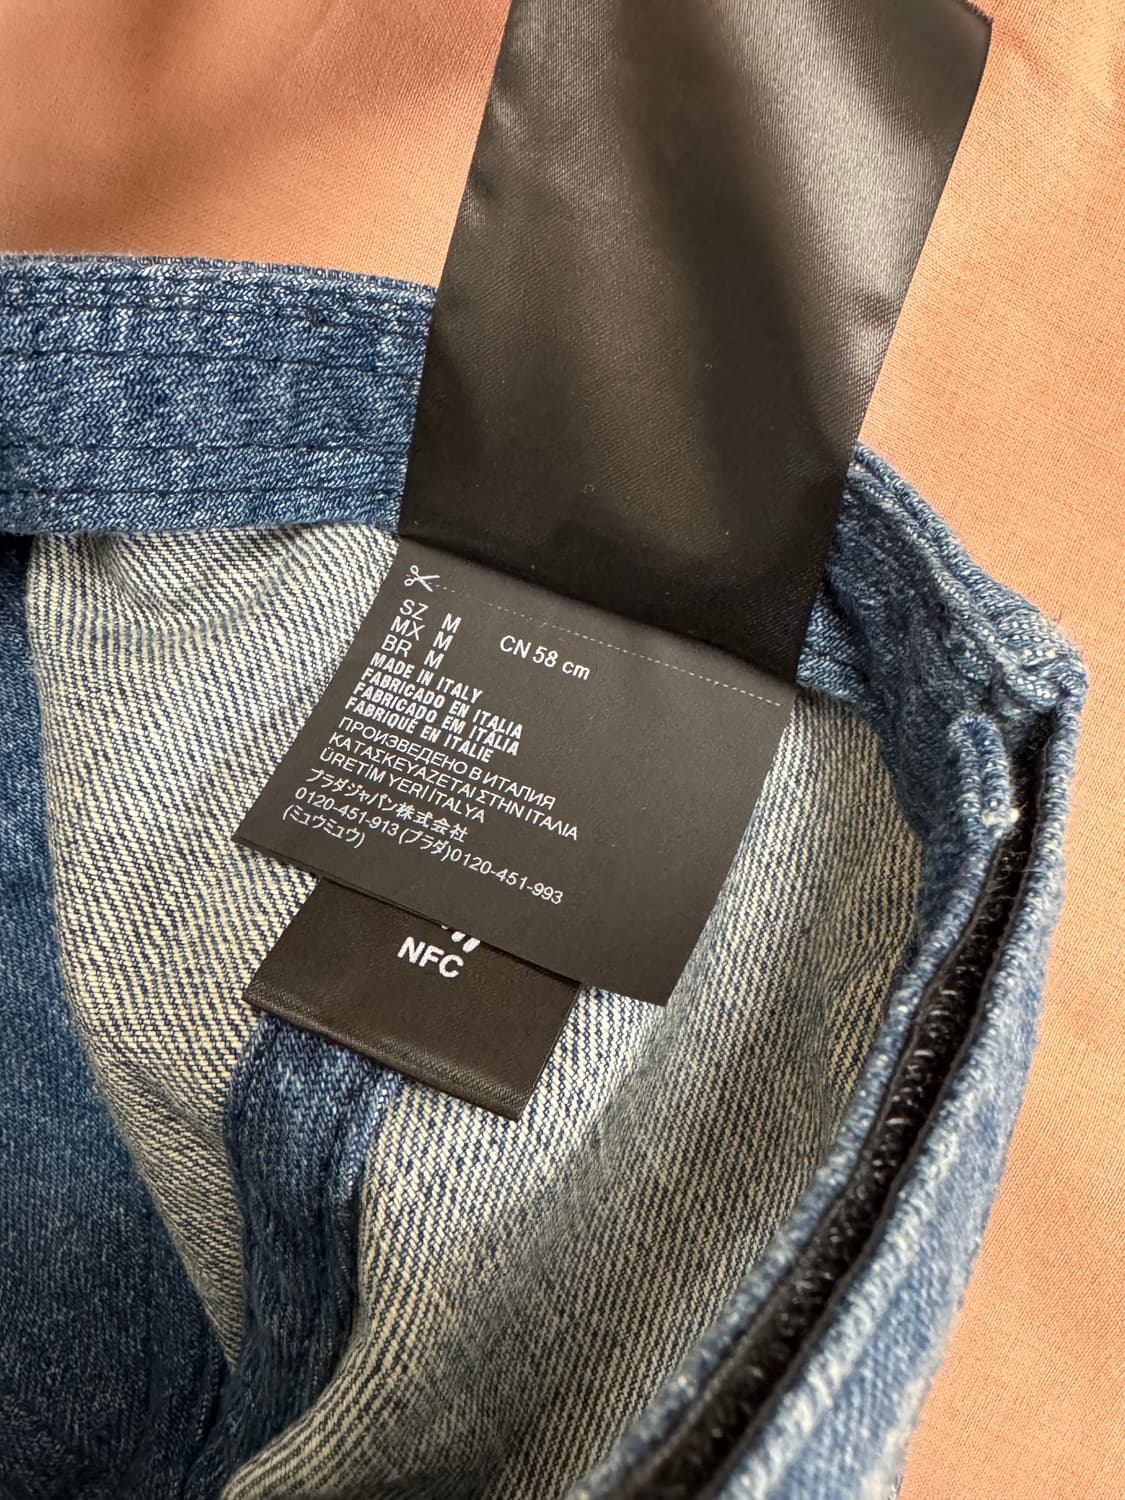 SZ M
MX M CN 58 cm
BR M
MADE IN ITALY
FABRICADO EN ITALIA
FABRICADO EM ITÁLIA
FABRIQUÉ EN ITALIE
ПРОИЗВЕДЕНО В ИТАЛИЯ
ΚΑΤΑΣΚΕΥΑΖΕΤΑΙ ΣΤΗΝ ΙΤΑΛΙΑ
ÜRETİM YERİ İTALYA
プラダジャパン株式会社
0120-451-913 (プラダ)0120-451-993
(ミュウミュウ)
NFC